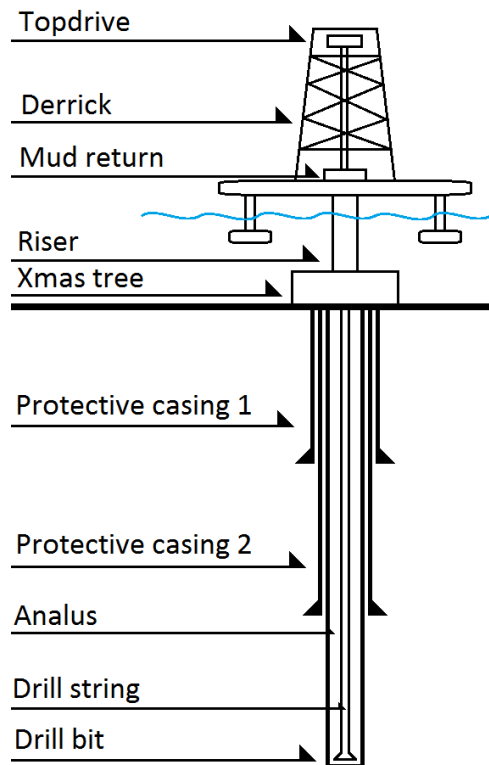 Topdrive
Derrick
Mud return
Riser
Xmas tree
Protective casing 1
Protective casing 2
Analus
Drill string
Drill bit